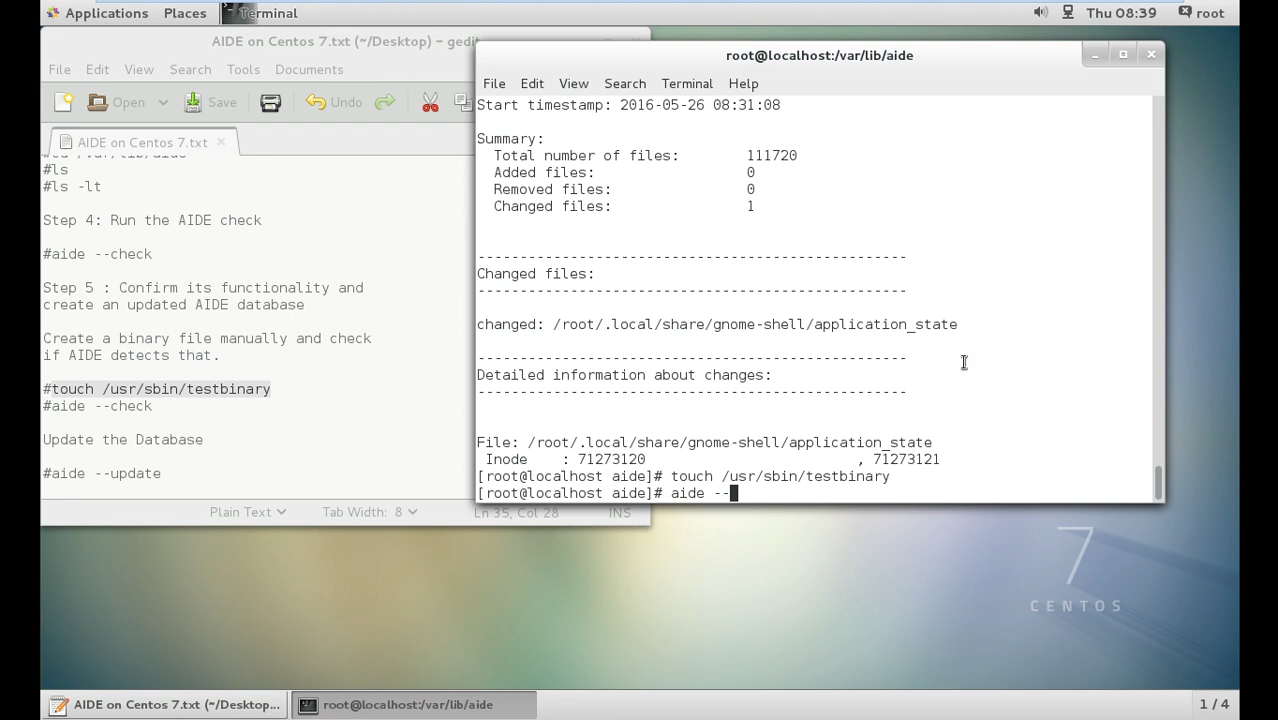 Applications Places Terminal Thu 08:39 root
AIDE on Centos 7.txt (~/Desktop) – gedit
File Edit View Search Tools Documents
Open Save Undo
AIDE on Centos 7.txt ×
#ls
#ls -lt
Step 4: Run the AIDE check
#aide --check
Step 5 : Confirm its functionality and
create an updated AIDE database
Create a binary file manually and check
if AIDE detects that.
#touch /usr/sbin/testbinary
#aide --check
Update the Database
#aide --update
Plain Text Tab Width: 8 Ln 35, Col 28 INS
root@localhost:/var/lib/aide
File Edit View Search Terminal Help
Start timestamp: 2016-05-26 08:31:08
Summary:
Total number of files: 111720
Added files: 0
Removed files: 0
Changed files: 1
---------------------------------------------------
Changed files:
---------------------------------------------------
changed: /root/.local/share/gnome-shell/application_state
---------------------------------------------------
Detailed information about changes:
---------------------------------------------------
File: /root/.local/share/gnome-shell/application_state
Inode : 71273120 , 71273121
[root@localhost aide]# touch /usr/sbin/testbinary
[root@localhost aide]# aide --
7
CENTOS
AIDE on Centos 7.txt (~/Desktop... root@localhost:/var/lib/aide 1 / 4